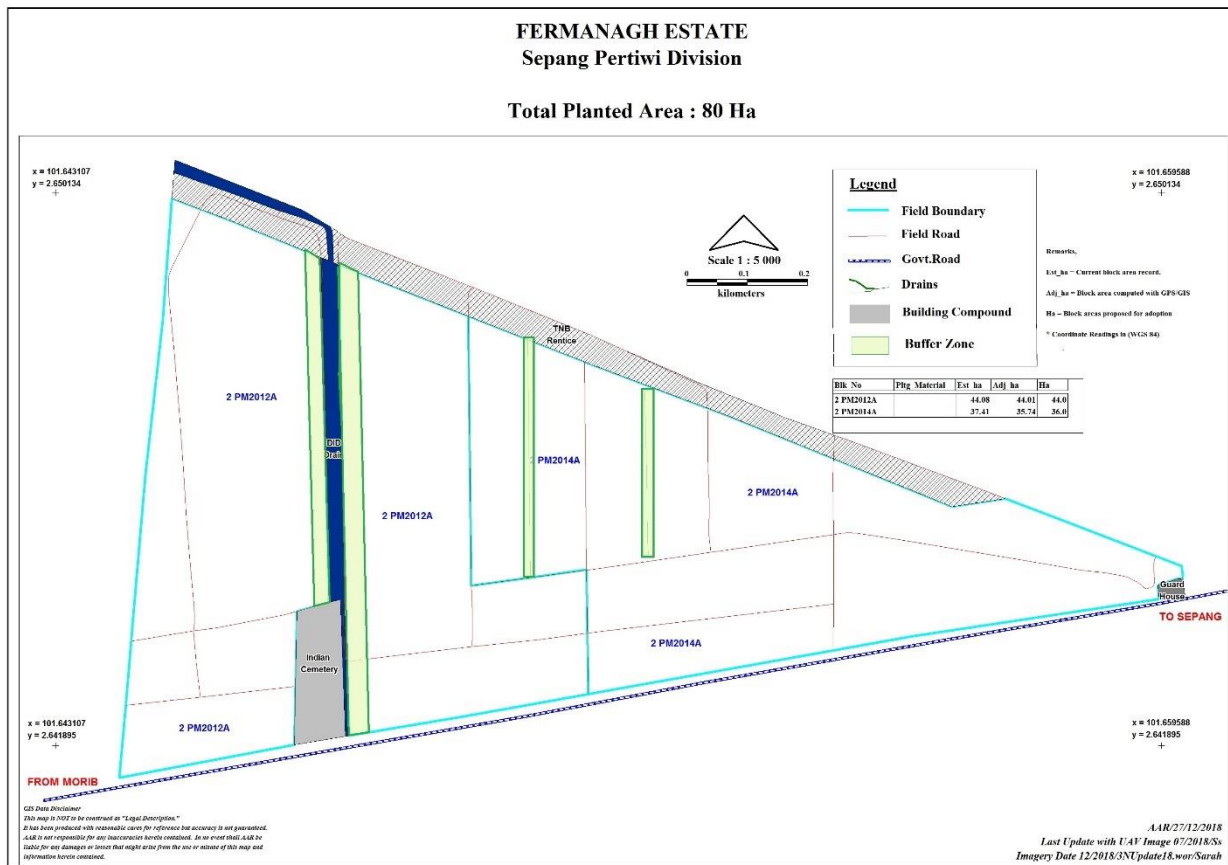 FERMANAGH ESTATE
Sepang Pertiwi Division
Total Planted Area : 80 Ha
x = 101.643107
y = 2.650134
x = 101.659588
y = 2.650134
Legend
Field Boundary
Field Road
Govt.Road
Drains
Building Compound
Buffer Zone
Scale 1 : 5 000
0 0.1 0.2
kilometers
Remarks,
Est_ha = Current block area record.
Adj_ha = Block area computed with GPS/GIS
Ha = Block areas proposed for adoption
* Coordinate Readings in (WGS 84)
Blk_No Pltg_Material Est_ha Adj_ha Ha
2 PM2012A 44.08 44.01 44.0
2 PM2014A 37.41 35.74 36.0
TNB
Rentice
2 PM2012A
DID
Drain
2 PM2014A
2 PM2014A
2 PM2012A
Guard
House
TO SEPANG
2 PM2014A
Indian
Cemetery
2 PM2012A
x = 101.643107
y = 2.641895
x = 101.659588
y = 2.641895
FROM MORIB
GIS Data Disclaimer
This map is NOT to be construed as "Legal Description."
It has been produced with reasonable cares for reference but accuracy is not guaranteed.
AAR is not responsible for any inaccuracies herein contained. In no event shall AAR be
liable for any damages or losses that might arise from the use or misuse of this map and
information herein contained.
AAR/27/12/2018
Last Update with UAV Image 07/2018/Ss
Imagery Date 12/2018/3NUpdate18.wor/Sarah